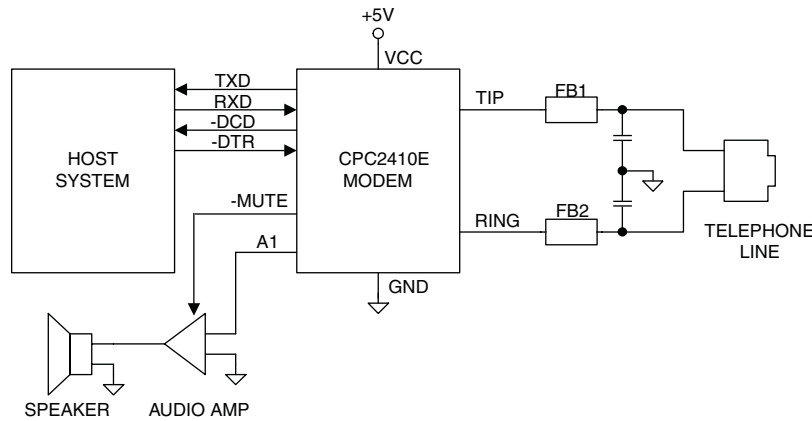 +5V
VCC
TXD
RXD
-DCD
-DTR
HOST
SYSTEM
CPC2410E
MODEM
-MUTE
A1
GND
TIP
FB1
RING
FB2
TELEPHONE
LINE
SPEAKER
AUDIO AMP